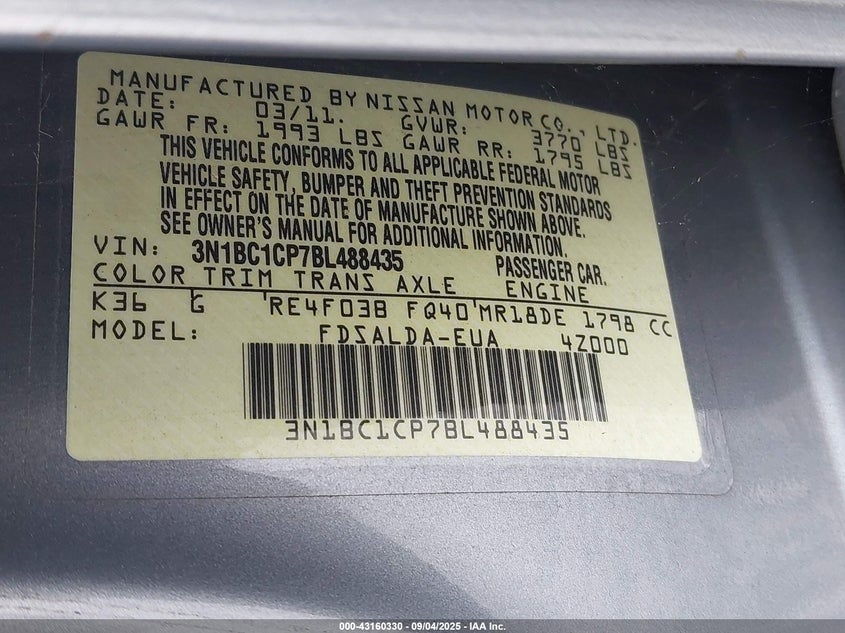 MANUFACTURED BY NISSAN MOTOR CO., LTD.
DATE: 03/11. GVWR: 3770 LBS
GAWR FR: 1993 LBS GAWR RR: 1795 LBS
THIS VEHICLE CONFORMS TO ALL APPLICABLE FEDERAL MOTOR
VEHICLE SAFETY, BUMPER AND THEFT PREVENTION STANDARDS
IN EFFECT ON THE DATE OF MANUFACTURE SHOWN ABOVE.
SEE OWNER'S MANUAL FOR ADDITIONAL INFORMATION.
VIN: 3N1BC1CP7BL488435 PASSENGER CAR.
COLOR TRIM TRANS AXLE ENGINE
K36 G RE4F03B FQ40 MR18DE 1798 CC
MODEL: FDSALDA-EUA 4Z000
3N1BC1CP7BL488435
000-43160330 - 09/04/2025 - IAA Inc.